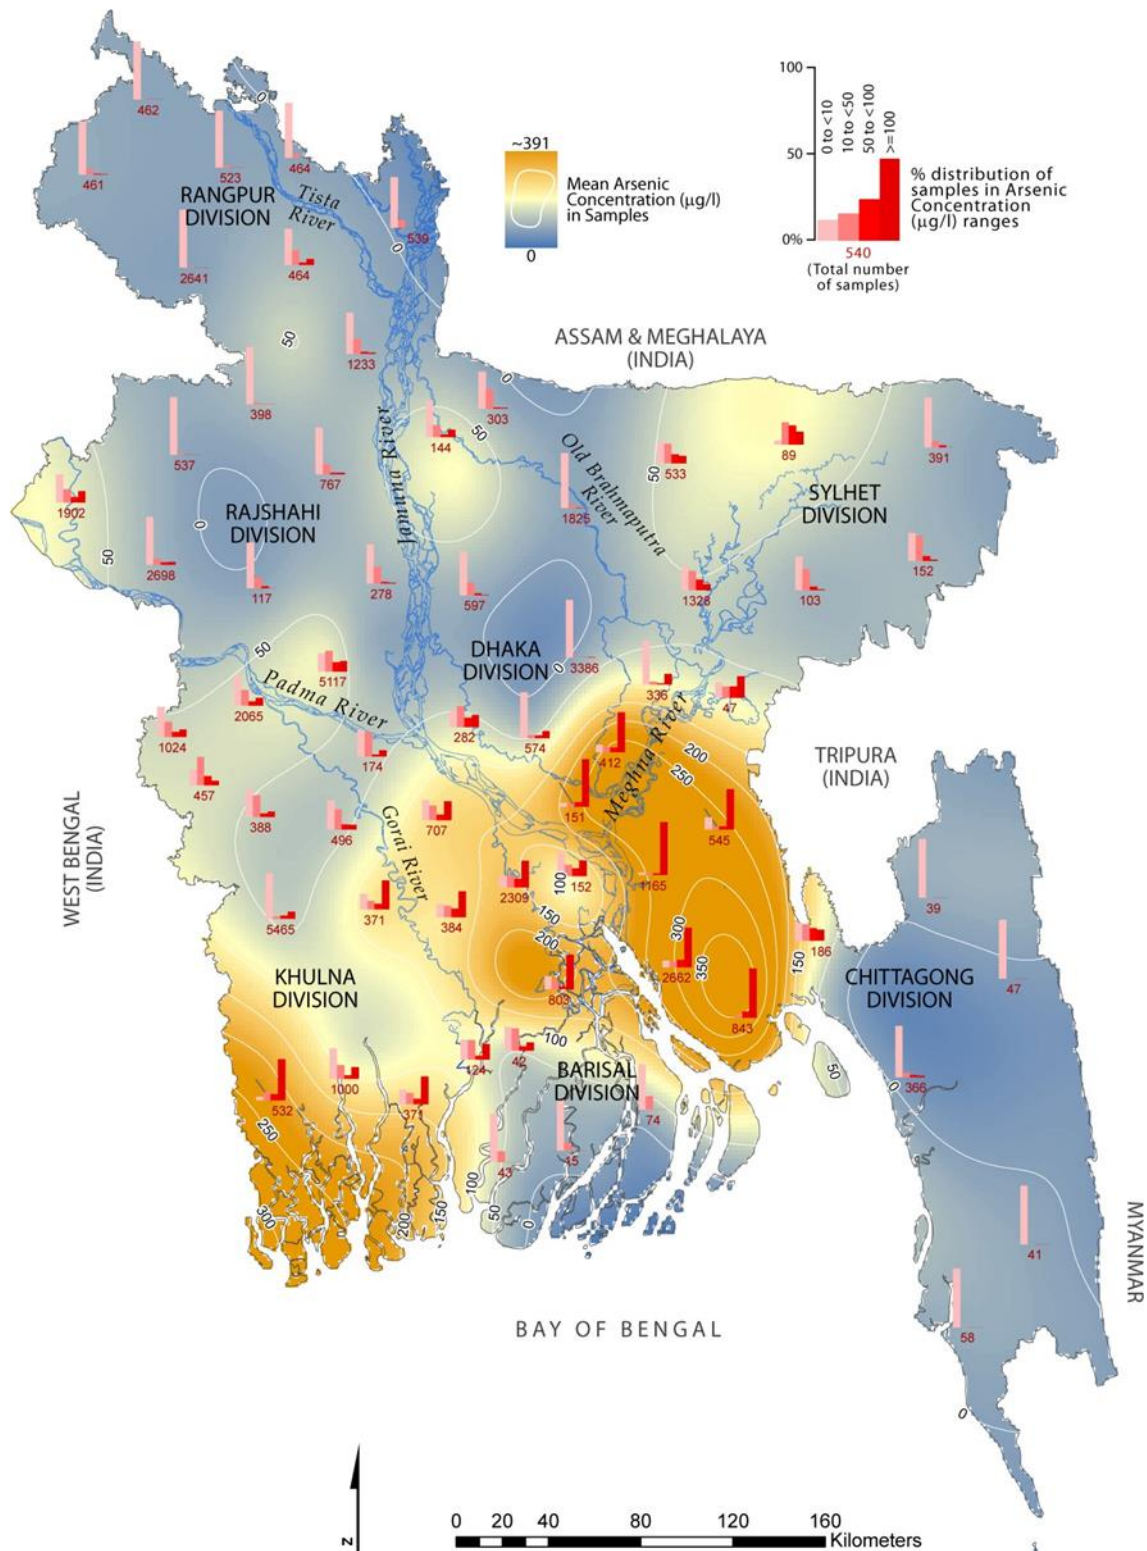 100
50
0%
0 to <10
10 to <50
50 to <100
>=100
% distribution of
samples in Arsenic
Concentration
(µg/l) ranges
540
(Total number
of samples)
~391
Mean Arsenic
Concentration (µg/l)
in Samples
0
462
0
461
523
464
RANGPUR
DIVISION
Tista
River
539
0
2641
464
50
1233
ASSAM & MEGHALAYA
(INDIA)
398
0
303
144
50
537
767
Jamuna River
Old Brahmaputra
River
50
533
89
391
1902
50
RAJSHAHI
DIVISION
0
1825
SYLHET
DIVISION
2698
117
278
597
1328
103
152
50
5117
DHAKA
DIVISION
0
3386
336
47
2065
Padma River
1024
174
282
574
412
Meghna River
200
250
TRIPURA
(INDIA)
457
388
496
Gorai River
707
151
545
WEST BENGAL
(INDIA)
5465
371
384
2309
100
152
150
200
4165
39
300
350
2662
150
186
KHULNA
DIVISION
803
843
CHITTAGONG
DIVISION
47
100
124
42
BARISAL
DIVISION
50
0
366
532
1000
371
74
250
43
45
300
200
150
100
50
0
41
58
MYANMAR
0
BAY OF BENGAL
N
0 20 40 80 120 160
Kilometers